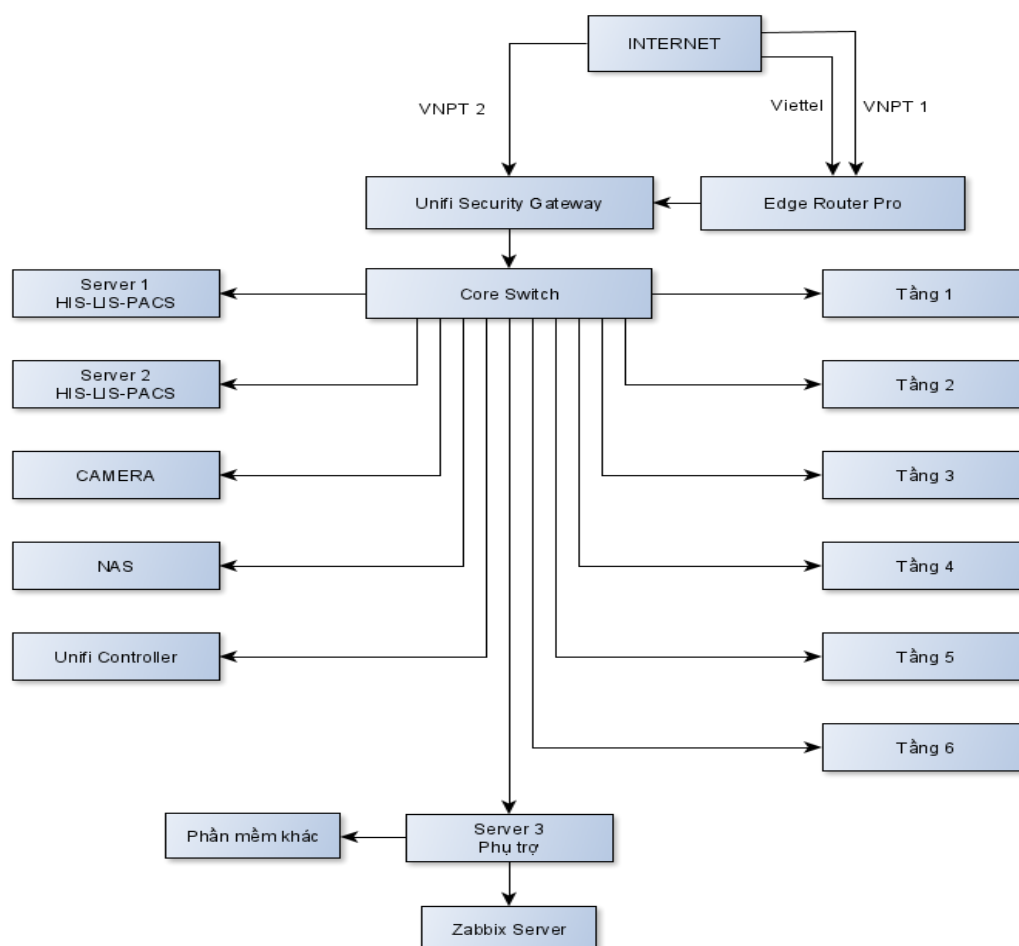 INTERNET
VNPT 2
Viettel
VNPT 1
Unifi Security Gateway
Edge Router Pro
Server 1
HIS-LIS-PACS
Core Switch
Tầng 1
Server 2
HIS-LIS-PACS
Tầng 2
CAMERA
Tầng 3
NAS
Tầng 4
Unifi Controller
Tầng 5
Tầng 6
Phần mềm khác
Server 3
Phụ trợ
Zabbix Server